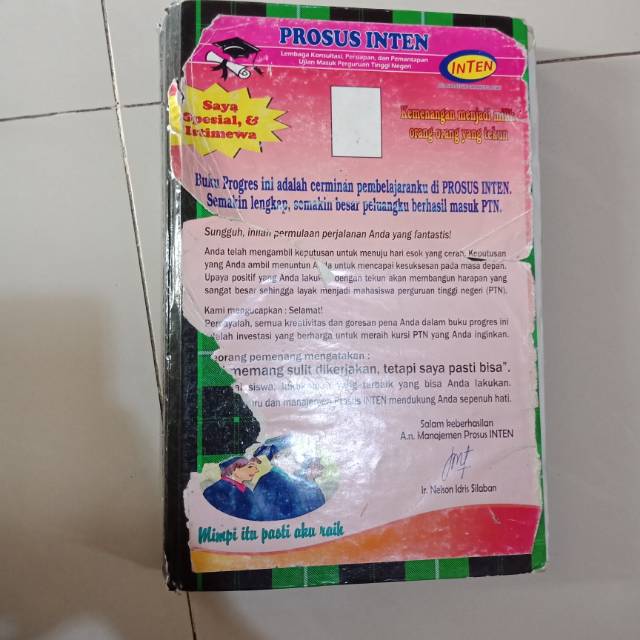 PROSUS INTEN
Lembaga Konsultasi, Persiapan, dan Pemantapan
Ujian Masuk Perguruan Tinggi Negeri
INTEN
Saya
Spesial, &
Istimewa
Kemenangan menjadi milik
orang-orang yang tekun
Buku Progres ini adalah cerminan pembelajaranku di PROSUS INTEN.
Semakin lengkap, semakin besar peluangku berhasil masuk PTN.
Sungguh, inilah permulaan perjalanan Anda yang fantastis!
Anda telah mengambil keputusan untuk menuju hari esok yang cerah. Keputusan
yang Anda ambil menuntun Anda untuk mencapai kesuksesan pada masa depan.
Upaya positif yang Anda lakukan dengan tekun akan membangun harapan yang
sangat besar sehingga layak menjadi mahasiswa perguruan tinggi negeri (PTN).
Kami mengucapkan : Selamat!
Percayalah, semua kreativitas dan goresan pena Anda dalam buku progres ini
adalah investasi yang berharga untuk meraih kursi PTN yang Anda inginkan.
eorang pemenang mengatakan :
memang sulit dikerjakan, tetapi saya pasti bisa".
siswa, lakukanlah yang terbaik yang bisa Anda lakukan.
uru dan manajemen Prosus INTEN mendukung Anda sepenuh hati.
Salam keberhasilan
A.n. Manajemen Prosus INTEN
Ir. Nelson Idris Silaban
Mimpi itu pasti aku raih